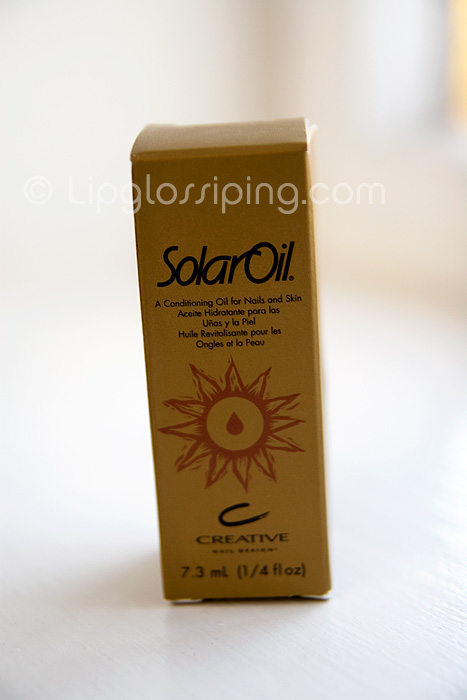 © Lipglossiping.com
SolarOil®
A Conditioning Oil for Nails and Skin
Aceite Hidratante para las
Uñas y la Piel
Huile Revitalisante pour les
Ongles et la Peau
CREATIVE
NAIL DESIGN®
7.3 mL (1/4 fl oz)